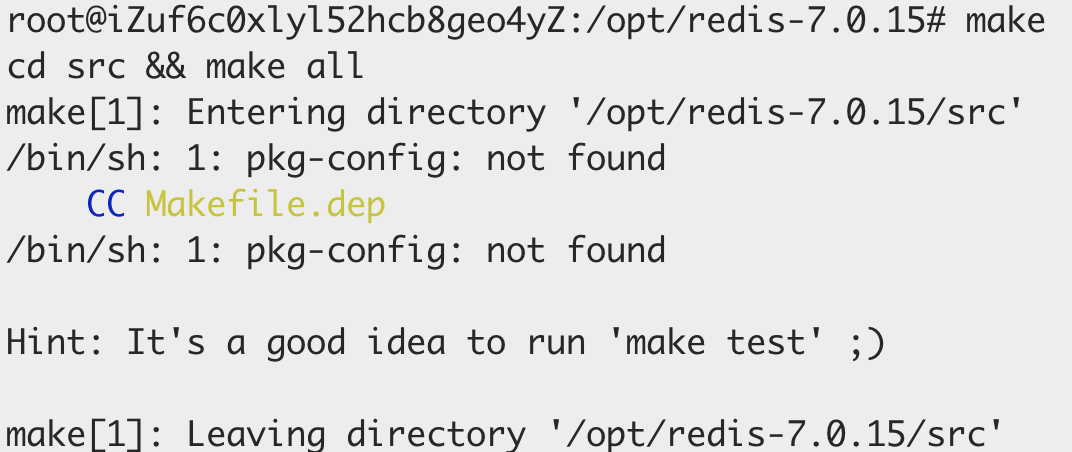 root@iZuf6c0xlyl52hcb8geo4yZ:/opt/redis-7.0.15# make
cd src && make all
make[1]: Entering directory '/opt/redis-7.0.15/src'
/bin/sh: 1: pkg-config: not found
    CC Makefile.dep
/bin/sh: 1: pkg-config: not found

Hint: It's a good idea to run 'make test' ;)

make[1]: Leaving directory '/opt/redis-7.0.15/src'